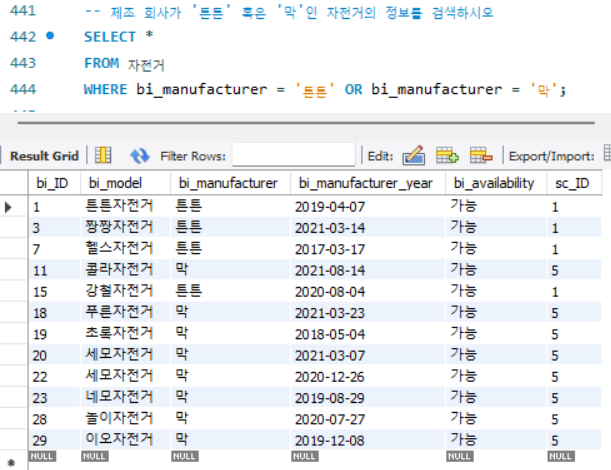 441 -- 제조 회사가 '튼튼' 혹은 '막'인 자전거의 정보를 검색하시오
442 SELECT *
443 FROM 자전거
444 WHERE bi_manufacturer = '튼튼' OR bi_manufacturer = '막';
Result Grid Filter Rows: Edit: Export/Import:
bi_ID bi_model bi_manufacturer bi_manufacturer_year bi_availability sc_ID
1 튼튼자전거 튼튼 2019-04-07 가능 1
3 짱짱자전거 튼튼 2021-03-14 가능 1
7 헬스자전거 튼튼 2017-03-17 가능 1
11 콜라자전거 막 2021-08-14 가능 5
15 강철자전거 튼튼 2020-08-04 가능 1
18 푸른자전거 막 2021-03-23 가능 5
19 초록자전거 막 2018-05-04 가능 5
20 세모자전거 막 2021-03-07 가능 5
22 세모자전거 막 2020-12-26 가능 5
23 네모자전거 막 2019-08-29 가능 5
28 놀이자전거 막 2020-07-27 가능 5
29 이오자전거 막 2019-12-08 가능 5
NULL NULL NULL NULL NULL NULL